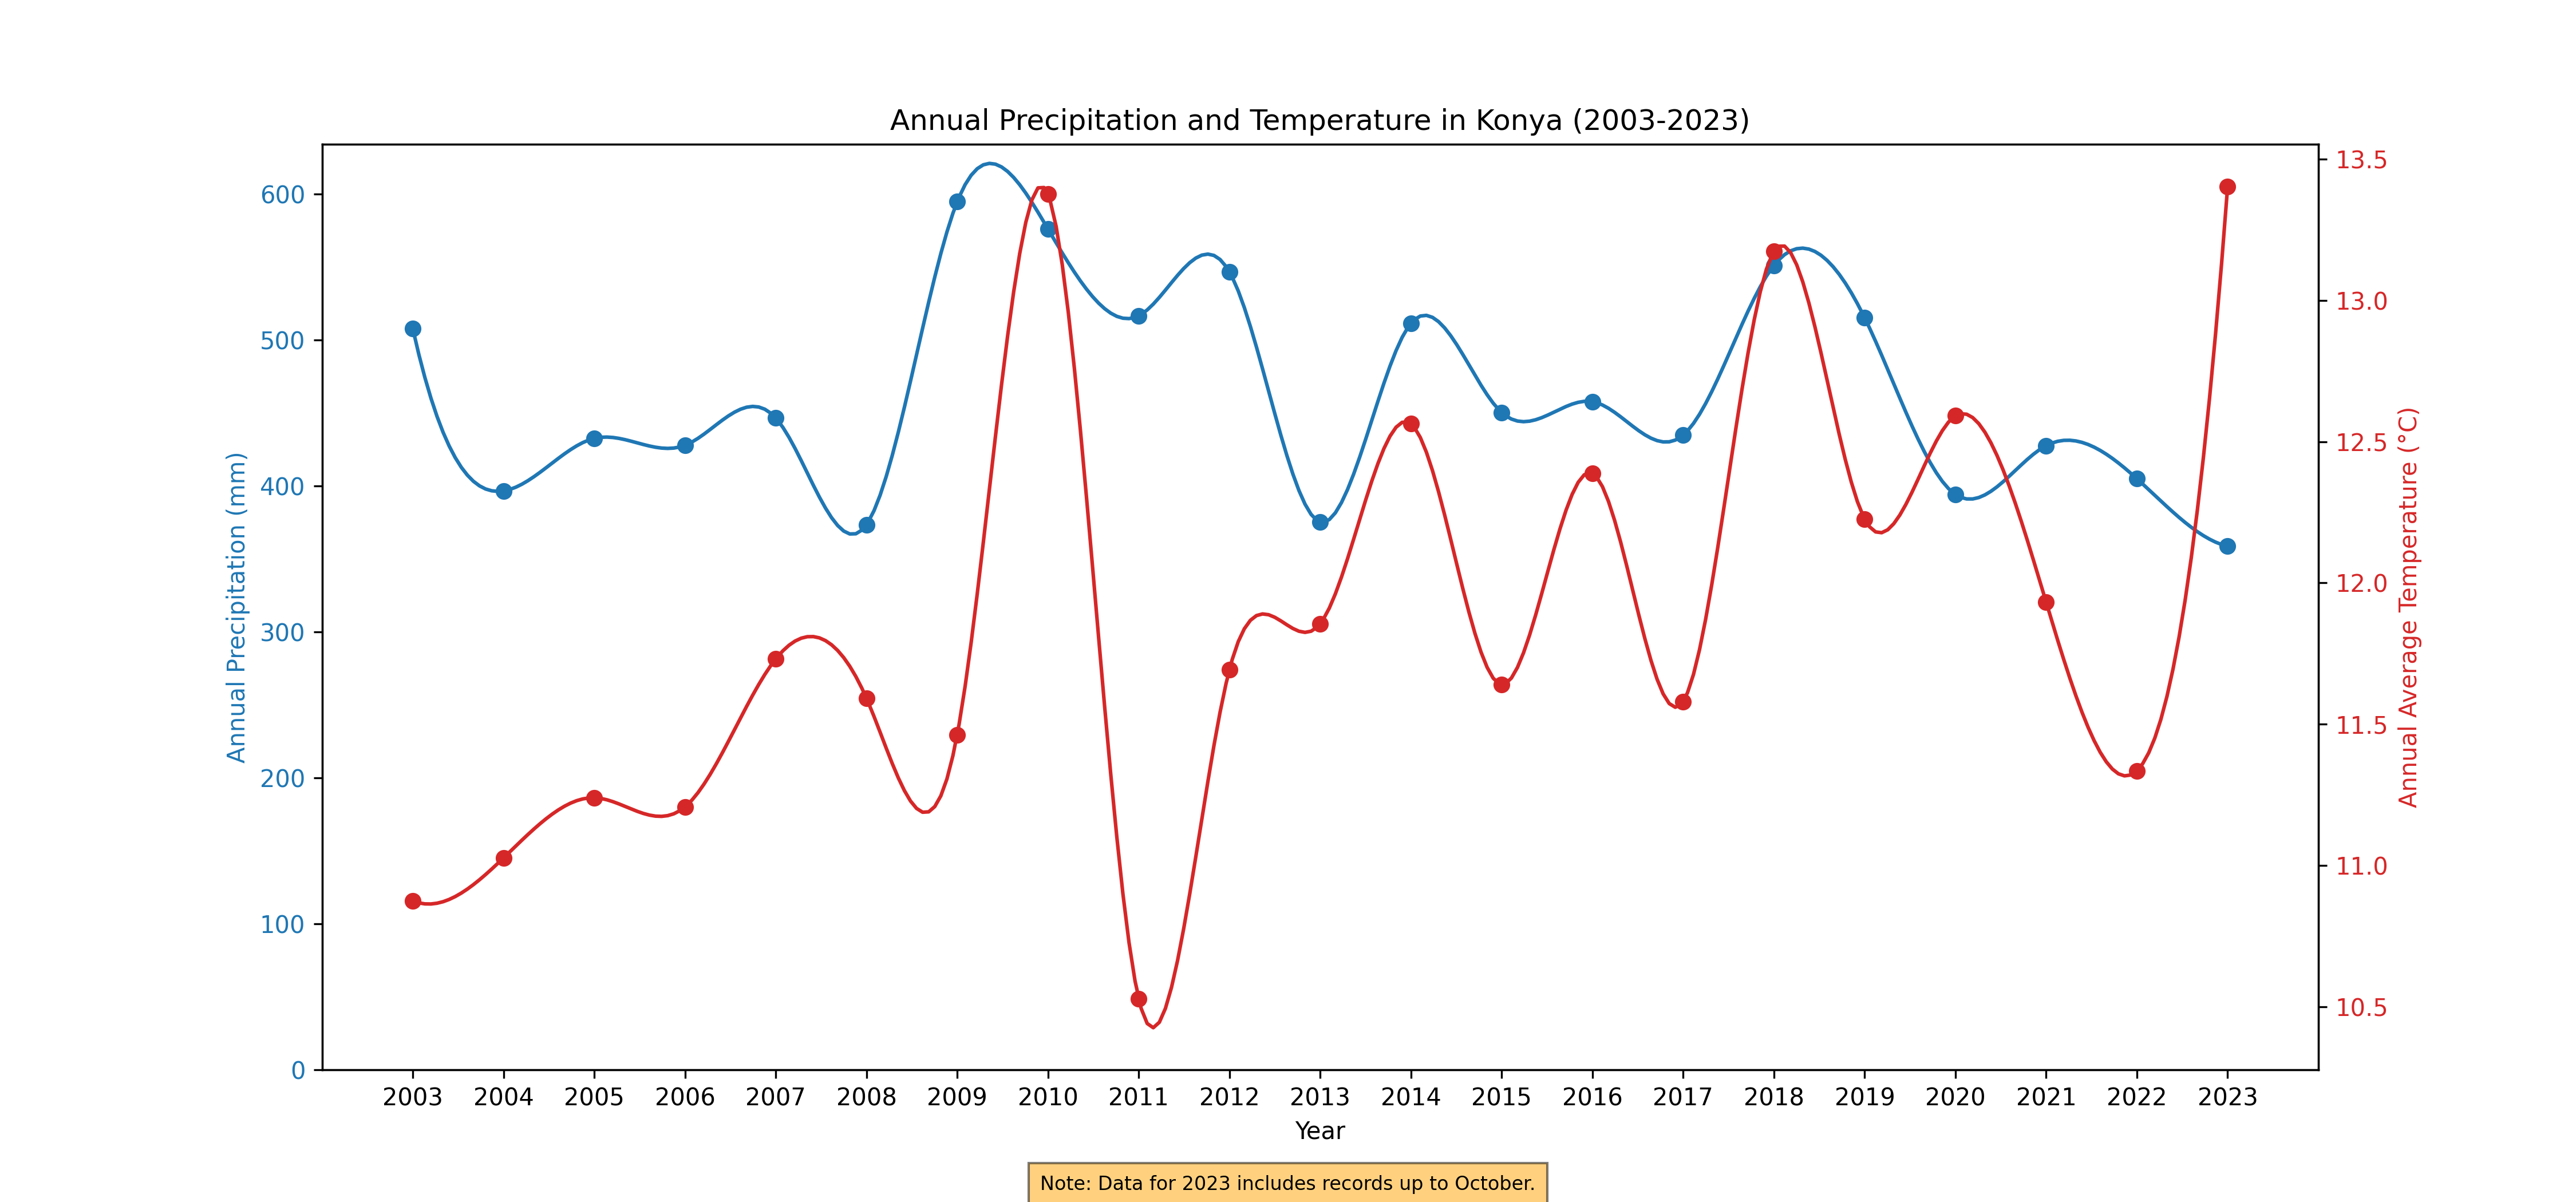 Annual Precipitation and Temperature in Konya (2003-2023)
Annual Precipitation (mm)
600
500
400
300
200
100
0
13.5
13.0
12.5
12.0
11.5
11.0
10.5
Annual Average Temperature (°C)
2003 2004 2005 2006 2007 2008 2009 2010 2011 2012 2013 2014 2015 2016 2017 2018 2019 2020 2021 2022 2023
Year
Note: Data for 2023 includes records up to October.